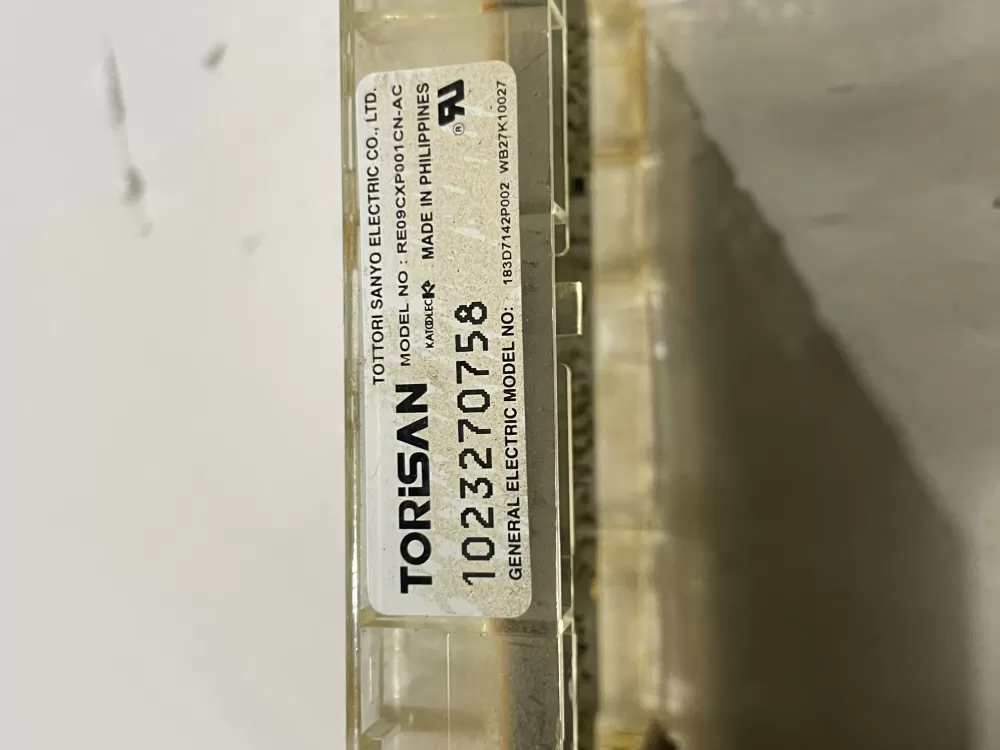 TOTTORI SANYO ELECTRIC CO., LTD.
TORiSAN MODEL NO : RE09CXP001CN-AC
KATOOLEC MADE IN PHILIPPINES
1023270758
GENERAL ELECTRIC MODEL NO: 183D7142P002 WB27K10027